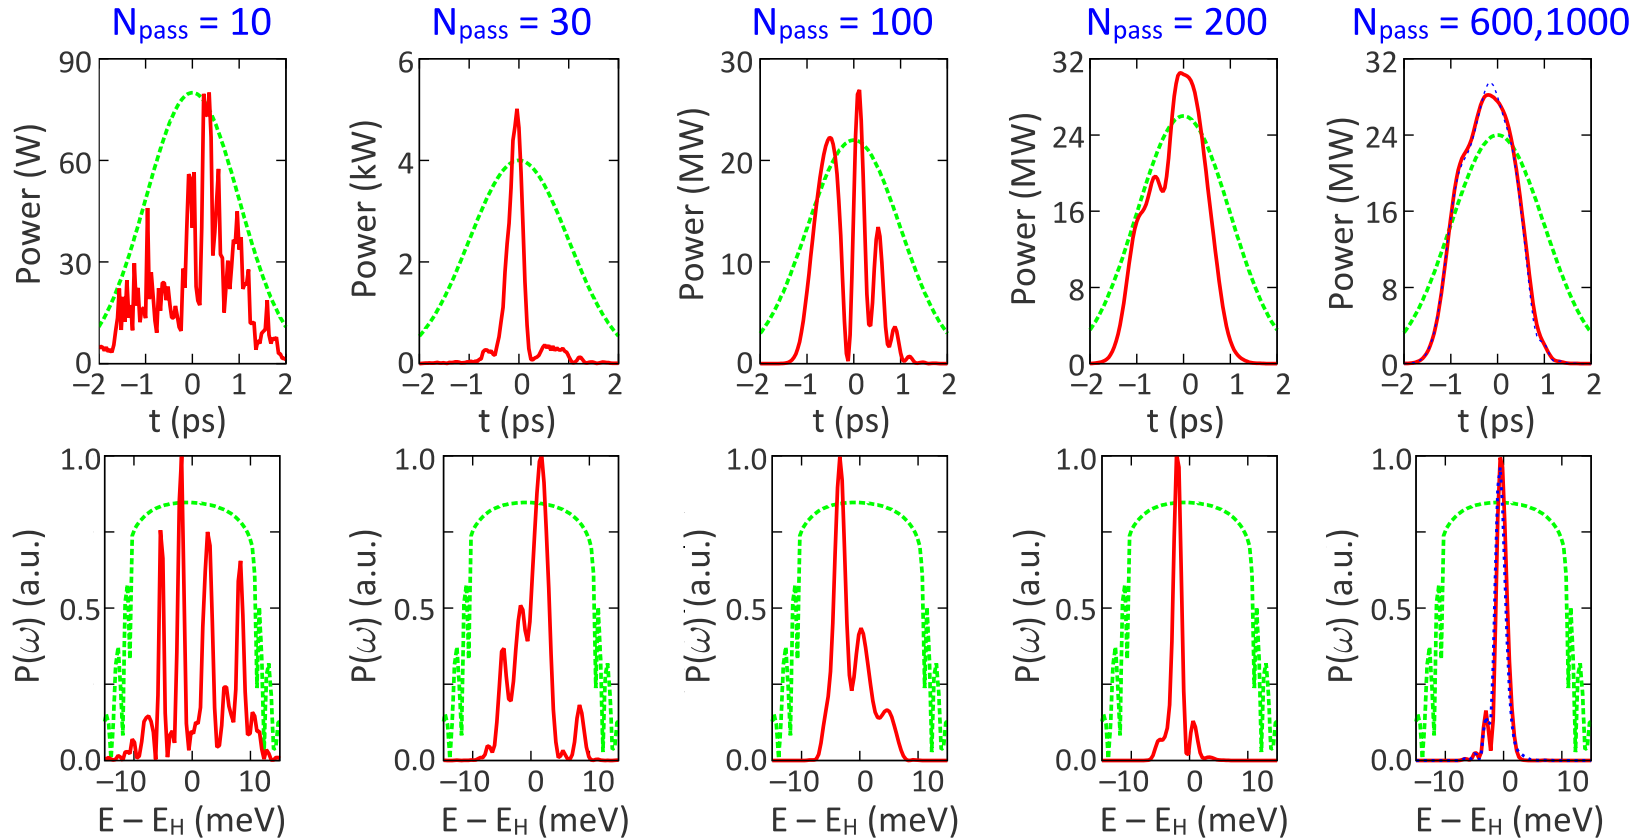 N_pass = 10
N_pass = 30
N_pass = 100
N_pass = 200
N_pass = 600,1000
Power (W)
90
60
30
0
−2 −1 0 1 2
t (ps)
Power (kW)
6
4
2
0
−2 −1 0 1 2
t (ps)
Power (MW)
30
20
10
0
−2 −1 0 1 2
t (ps)
Power (MW)
32
24
16
8
0
−2 −1 0 1 2
t (ps)
Power (MW)
32
24
16
8
0
−2 −1 0 1 2
t (ps)
P(ω) (a.u.)
1.0
0.5
0.0
−10 0 10
E − E_H (meV)
P(ω) (a.u.)
1.0
0.5
0.0
−10 0 10
E − E_H (meV)
P(ω) (a.u.)
1.0
0.5
0.0
−10 0 10
E − E_H (meV)
P(ω) (a.u.)
1.0
0.5
0.0
−10 0 10
E − E_H (meV)
P(ω) (a.u.)
1.0
0.5
0.0
−10 0 10
E − E_H (meV)